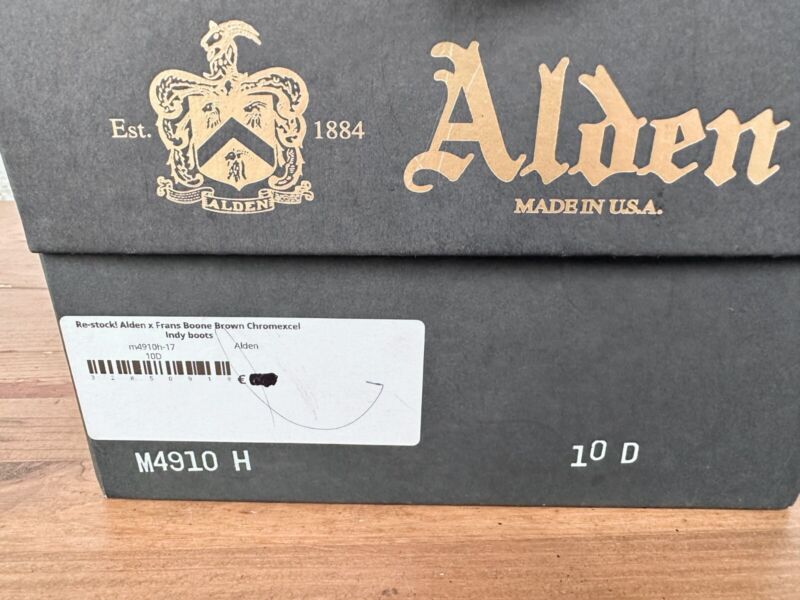 Est. 1884
ALDEN
Alden
MADE IN U.S.A.
Re-stock! Alden x Frans Boone Brown Chromexcel
Indy boots
m4910h-17 Alden
10D
€
M4910 H 10 D